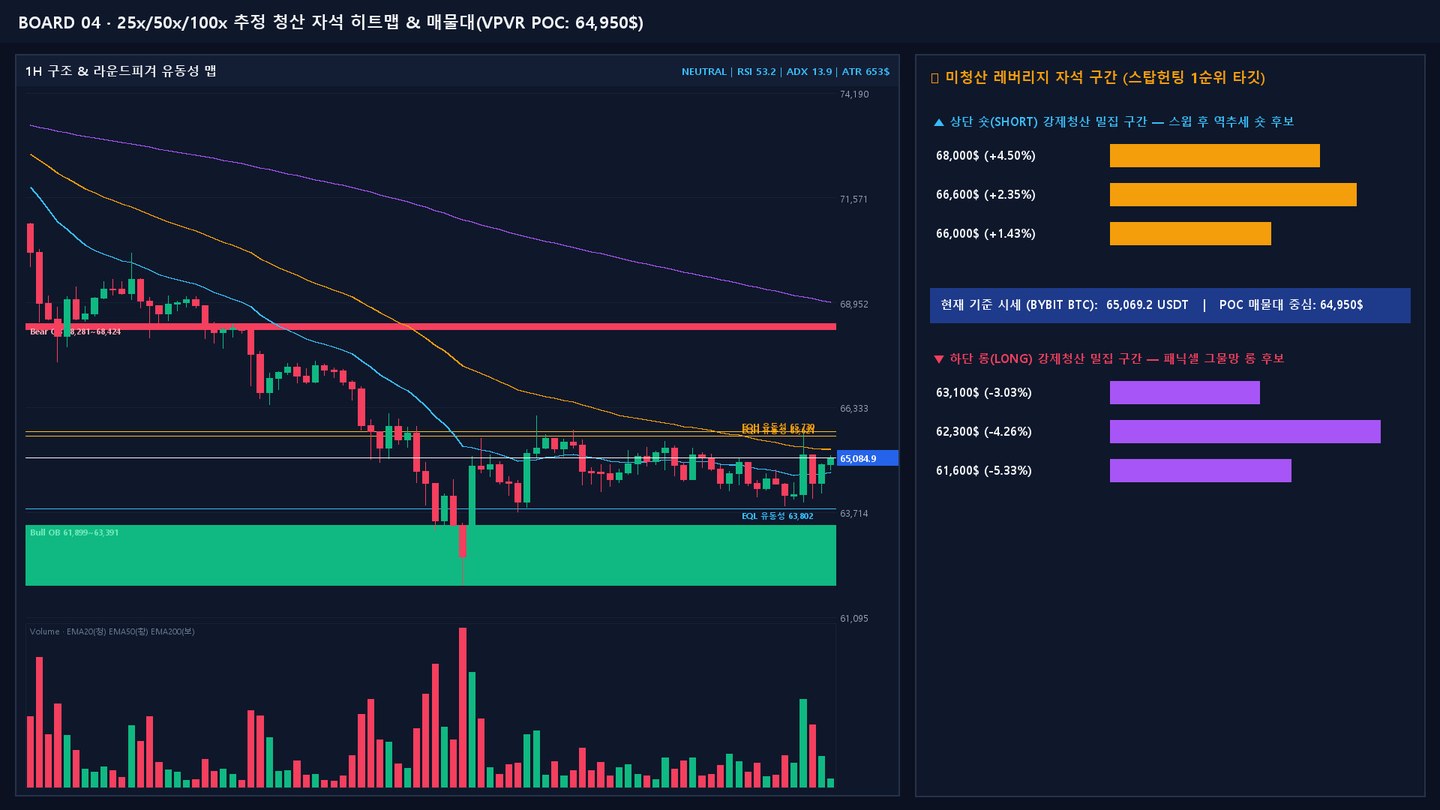 BOARD 04 · 25x/50x/100x 추정 청산 자석 히트맵 & 매물대(VPVR POC: 64,950$)
1H 구조 & 라운드피겨 유동성 맵
NEUTRAL | RSI 53.2 | ADX 13.9 | ATR 653$
74,190
71,571
68,952
Bear
8,281~68,424
66,333
EQH 유동성 65,730
65084.9
EQL 유동성 63,802
63,714
Bull OB 61,899~63,391
61,095
Volume · EMA20(청) EMA50(황) EMA200(보)
미청산 레버리지 자석 구간 (스탑헌팅 1순위 타깃)
▲ 상단 숏(SHORT) 강제청산 밀집 구간 — 스윕 후 역추세 숏 후보
68,000$ (+4.50%)
66,600$ (+2.35%)
66,000$ (+1.43%)
현재 기준 시세 (BYBIT BTC): 65,069.2 USDT | POC 매물대 중심: 64,950$
▼ 하단 롱(LONG) 강제청산 밀집 구간 — 패닉셀 그물망 롱 후보
63,100$ (-3.03%)
62,300$ (-4.26%)
61,600$ (-5.33%)